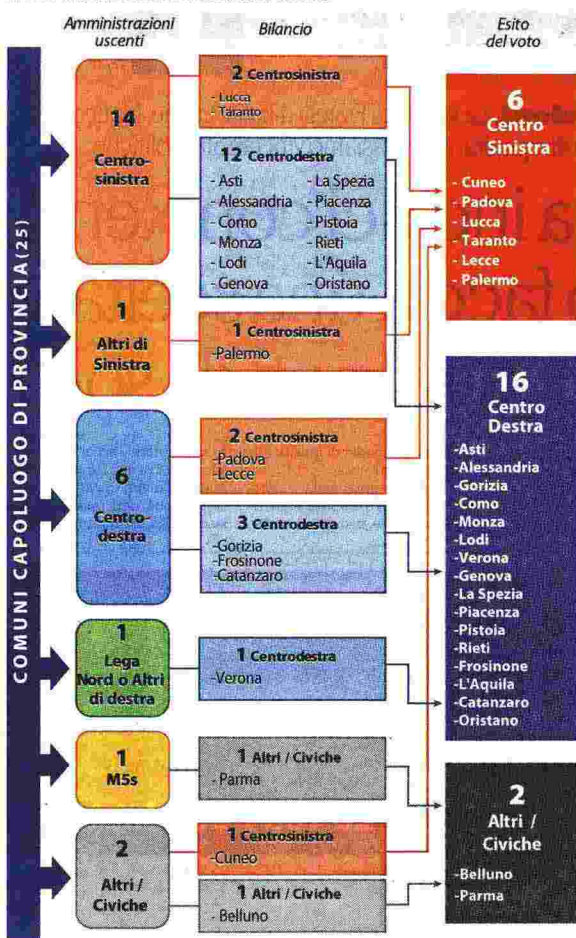 Amministrazioni
uscenti
Bilancio
Esito
del voto
COMUNI CAPOLUOGO DI PROVINCIA (25)
14
Centro-
sinistra
2 Centrosinistra
- Lucca
- Taranto
12 Centrodestra
- Asti
- Alessandria
- Como
- Monza
- Lodi
- Genova
- La Spezia
- Piacenza
- Pistoia
- Rieti
- L'Aquila
- Oristano
1
Altri di
Sinistra
1 Centrosinistra
-Palermo
6
Centro-
destra
2 Centrosinistra
-Padova
-Lecce
3 Centrodestra
-Gorizia
-Frosinone
-Catanzaro
1
Lega
Nord o Altri
di destra
1 Centrodestra
-Verona
1
M5s
1 Altri / Civiche
- Parma
2
Altri /
Civiche
1 Centrosinistra
-Cuneo
1 Altri / Civiche
- Belluno
6
Centro
Sinistra
- Cuneo
- Padova
- Lucca
- Taranto
- Lecce
- Palermo
16
Centro
Destra
-Asti
-Alessandria
-Gorizia
-Como
-Monza
-Lodi
-Verona
-Genova
-La Spezia
-Piacenza
-Pistoia
-Rieti
-Frosinone
-L'Aquila
-Catanzaro
-Oristano
2
Altri /
Civiche
-Belluno
-Parma